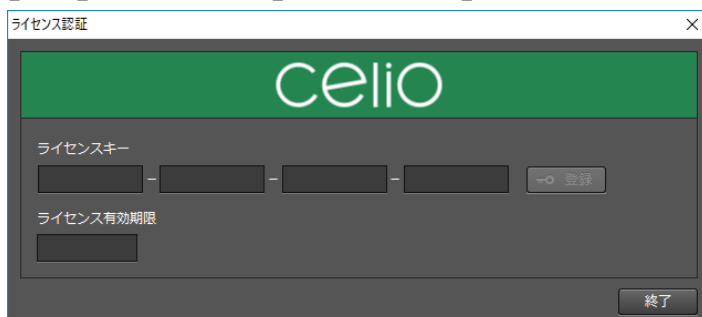 ライセンス認証
celio
ライセンスキー
– – –
登録
ライセンス有効期限
終了